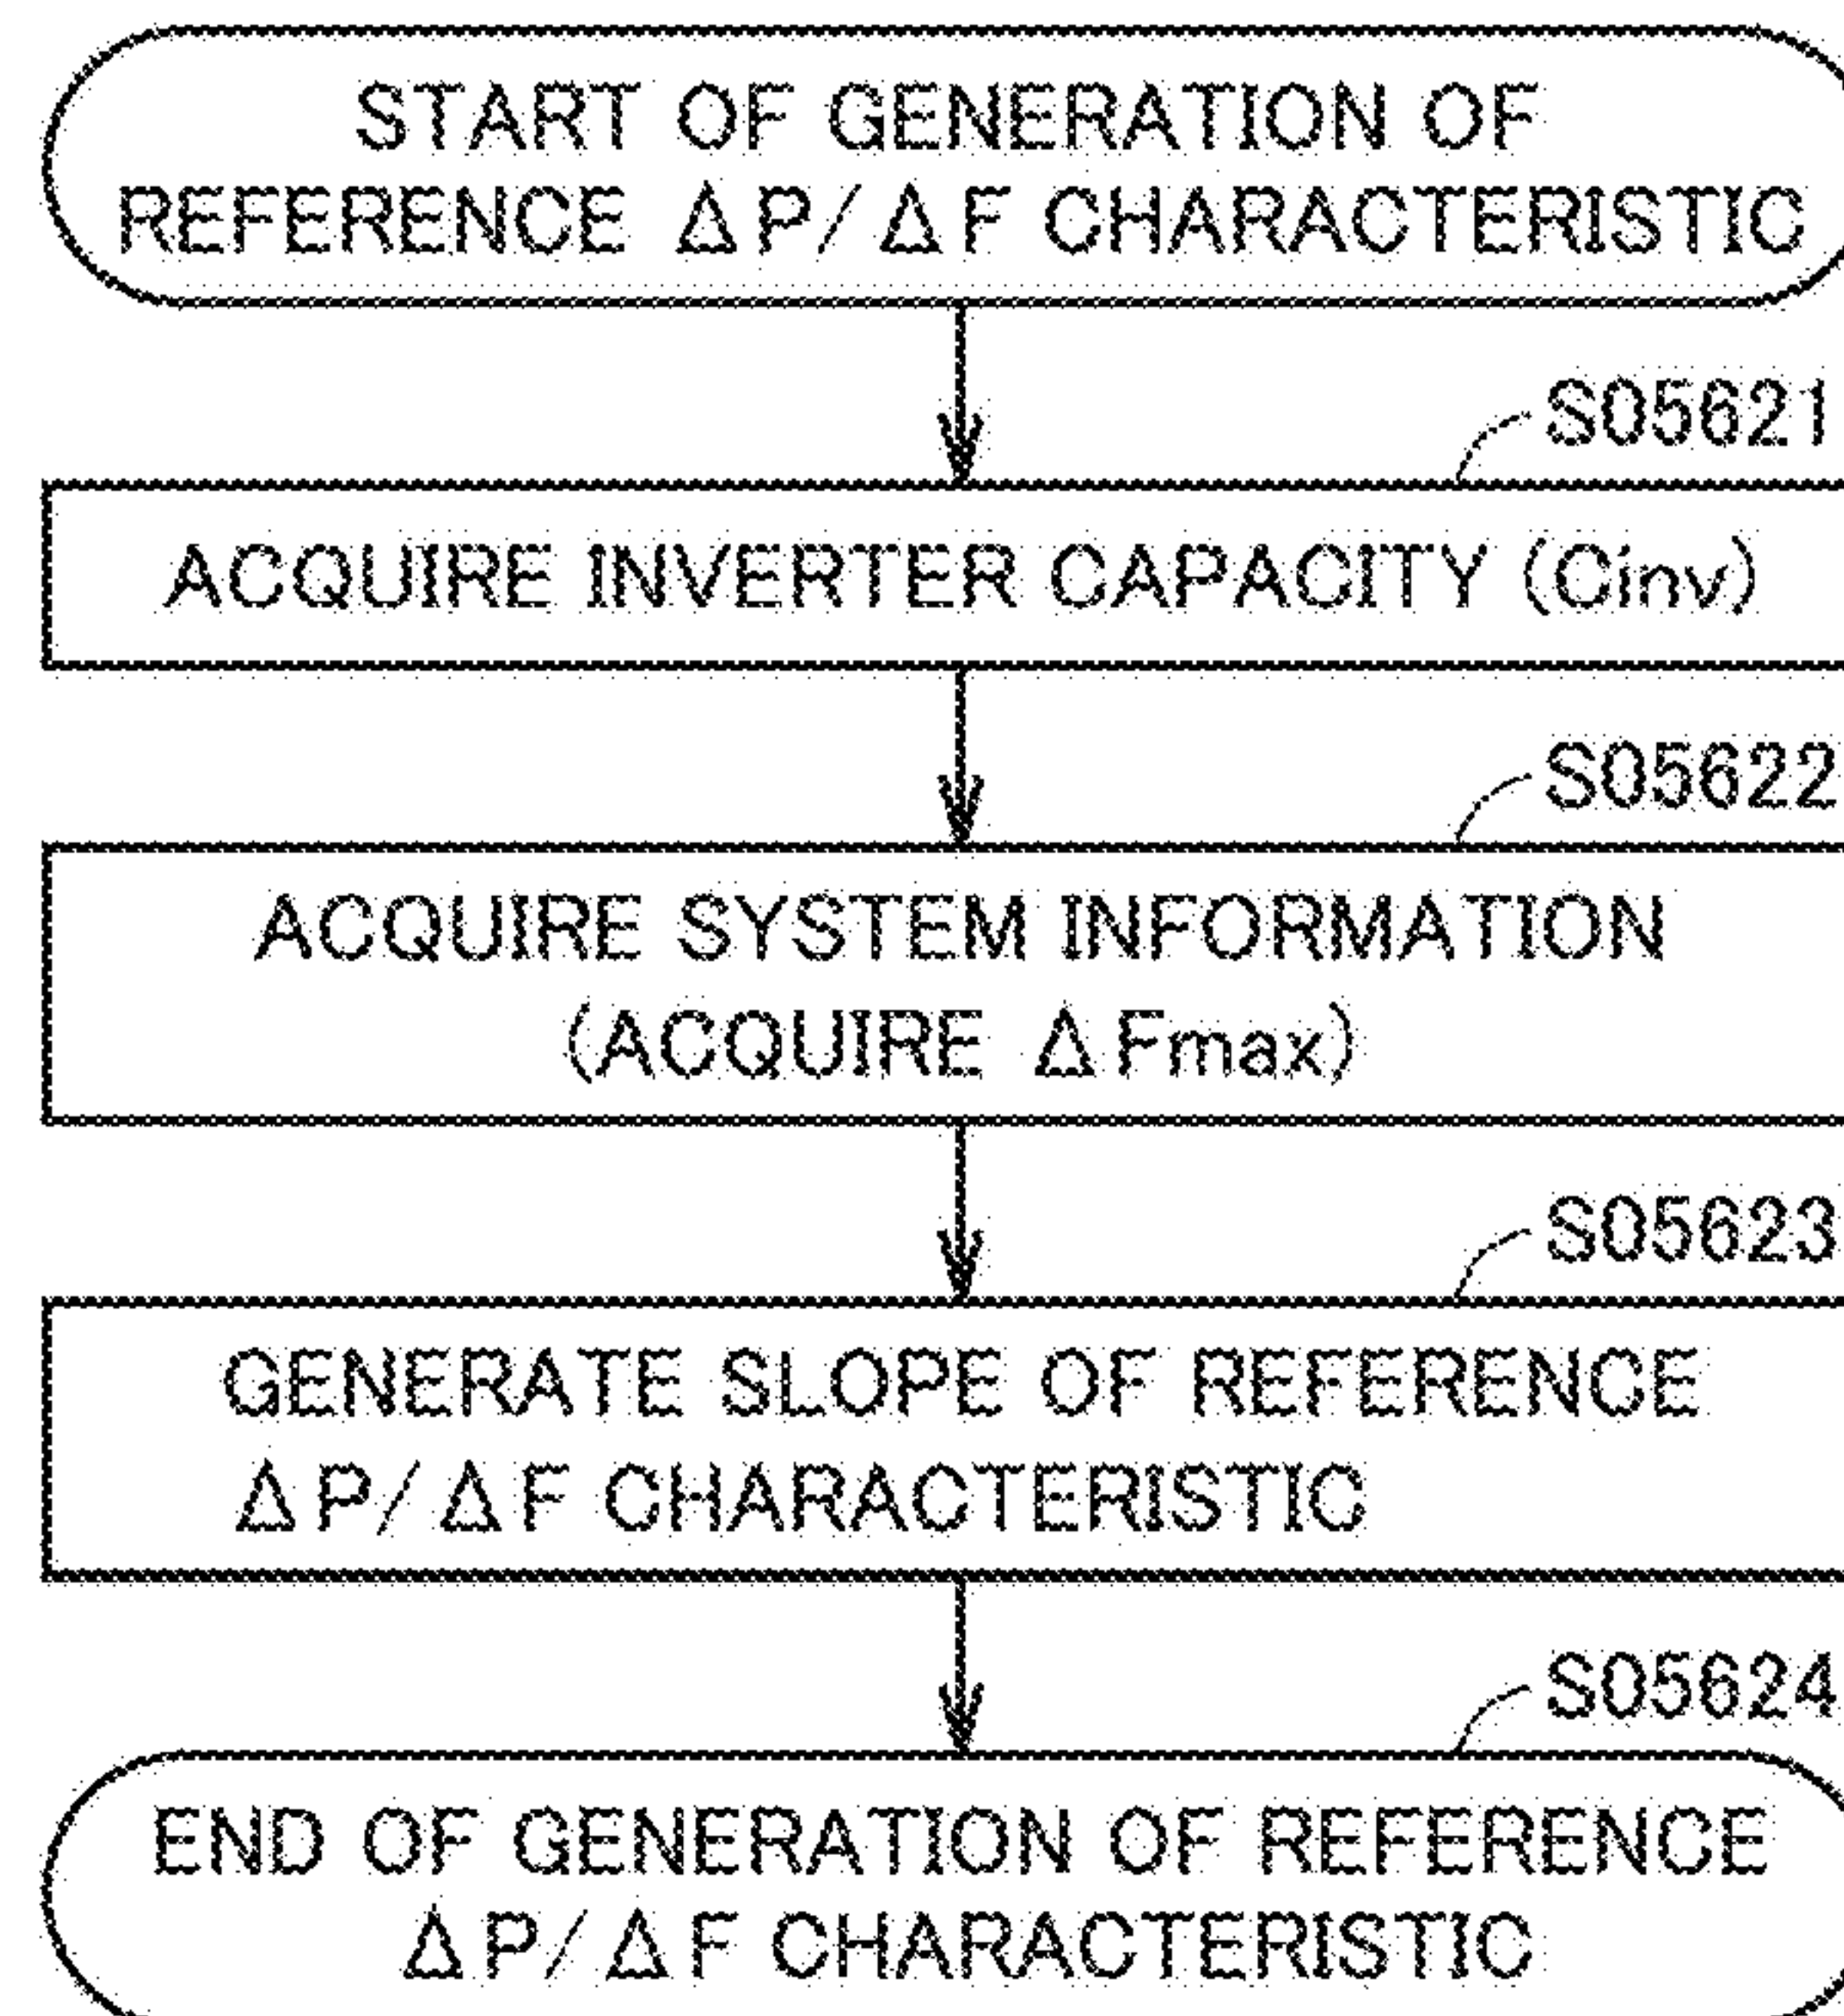 START OF GENERATION OF
REFERENCE ΔP/ΔF CHARACTERISTIC
S05621
ACQUIRE INVERTER CAPACITY (Cinv)
S05622
ACQUIRE SYSTEM INFORMATION
(ACQUIRE ΔFmax)
S05623
GENERATE SLOPE OF REFERENCE
ΔP/ΔF CHARACTERISTIC
S05624
END OF GENERATION OF REFERENCE
ΔP/ΔF CHARACTERISTIC